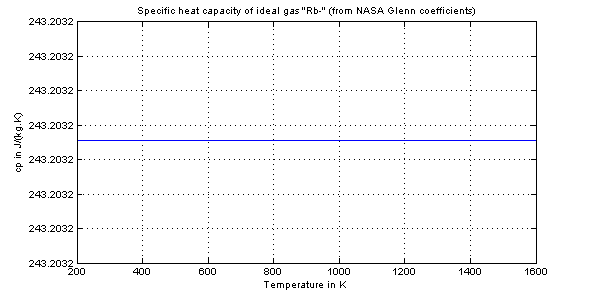 Specific heat capacity of ideal gas "Rb-" (from NASA Glenn coefficients)
243.2032
243.2032
243.2032
243.2032
243.2032
243.2032
243.2032
243.2032
cp in J/(kg.K)
200 400 600 800 1000 1200 1400 1600
Temperature in K